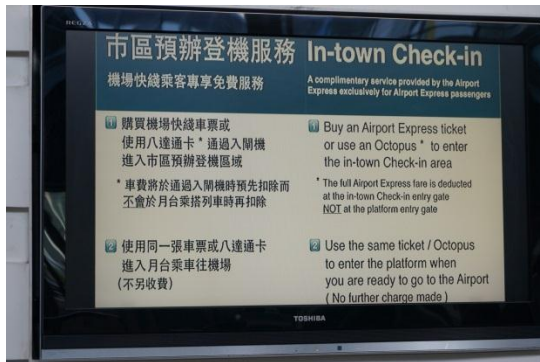 市區預辦登機服務
機場快綫乘客專享免費服務
1 購買機場快綫車票或
使用八達通卡 * 通過入閘機
進入市區預辦登機區域
* 車費將於通過入閘機時預先扣除而
不會於月台乘搭列車時再扣除
2 使用同一張車票或八達通卡
進入月台乘車往機場
(不另收費)
In-town Check-in
A complimentary service provided by the Airport
Express exclusively for Airport Express passengers
1 Buy an Airport Express ticket
or use an Octopus * to enter
the in-town Check-in area
* The full Airport Express fare is deducted
at the in-town Check-in entry gate
NOT at the platform entry gate
2 Use the same ticket / Octopus
to enter the platform when
you are ready to go to the Airport
( No further charge made )
TOSHIBA